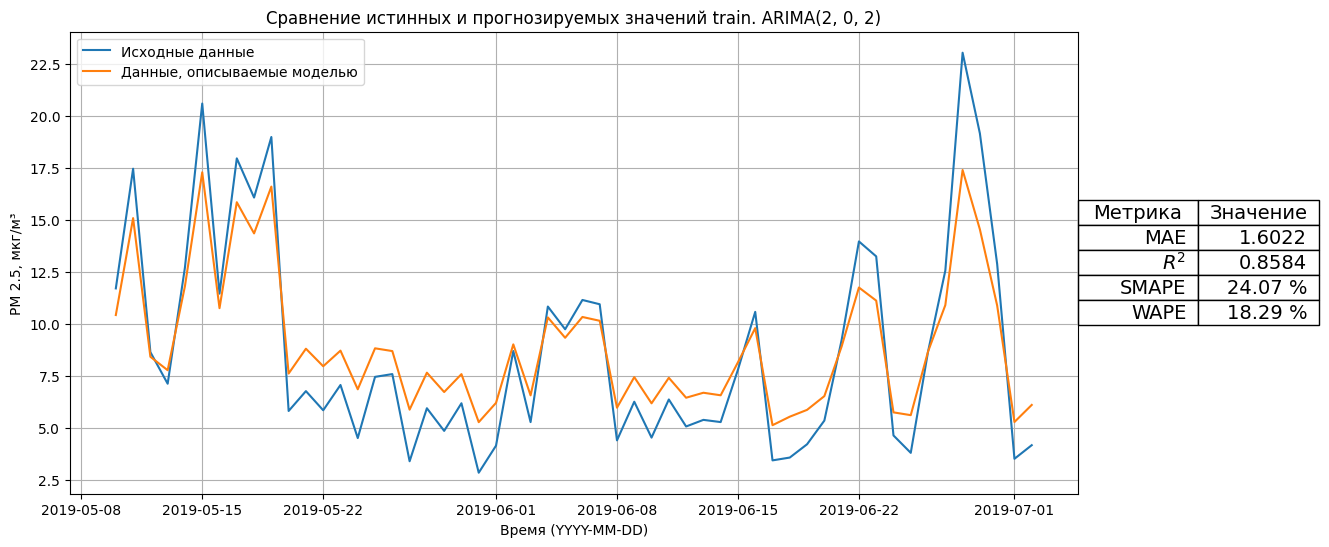 Сравнение истинных и прогнозируемых значений train. ARIMA(2, 0, 2)
Исходные данные
Данные, описываемые моделью
PM 2.5, мкг/м³
22.5
20.0
17.5
15.0
12.5
10.0
7.5
5.0
2.5
2019-05-08 2019-05-15 2019-05-22 2019-06-01 2019-06-08 2019-06-15 2019-06-22 2019-07-01
Время (YYYY-MM-DD)
Метрика Значение
MAE 1.6022
R² 0.8584
SMAPE 24.07 %
WAPE 18.29 %